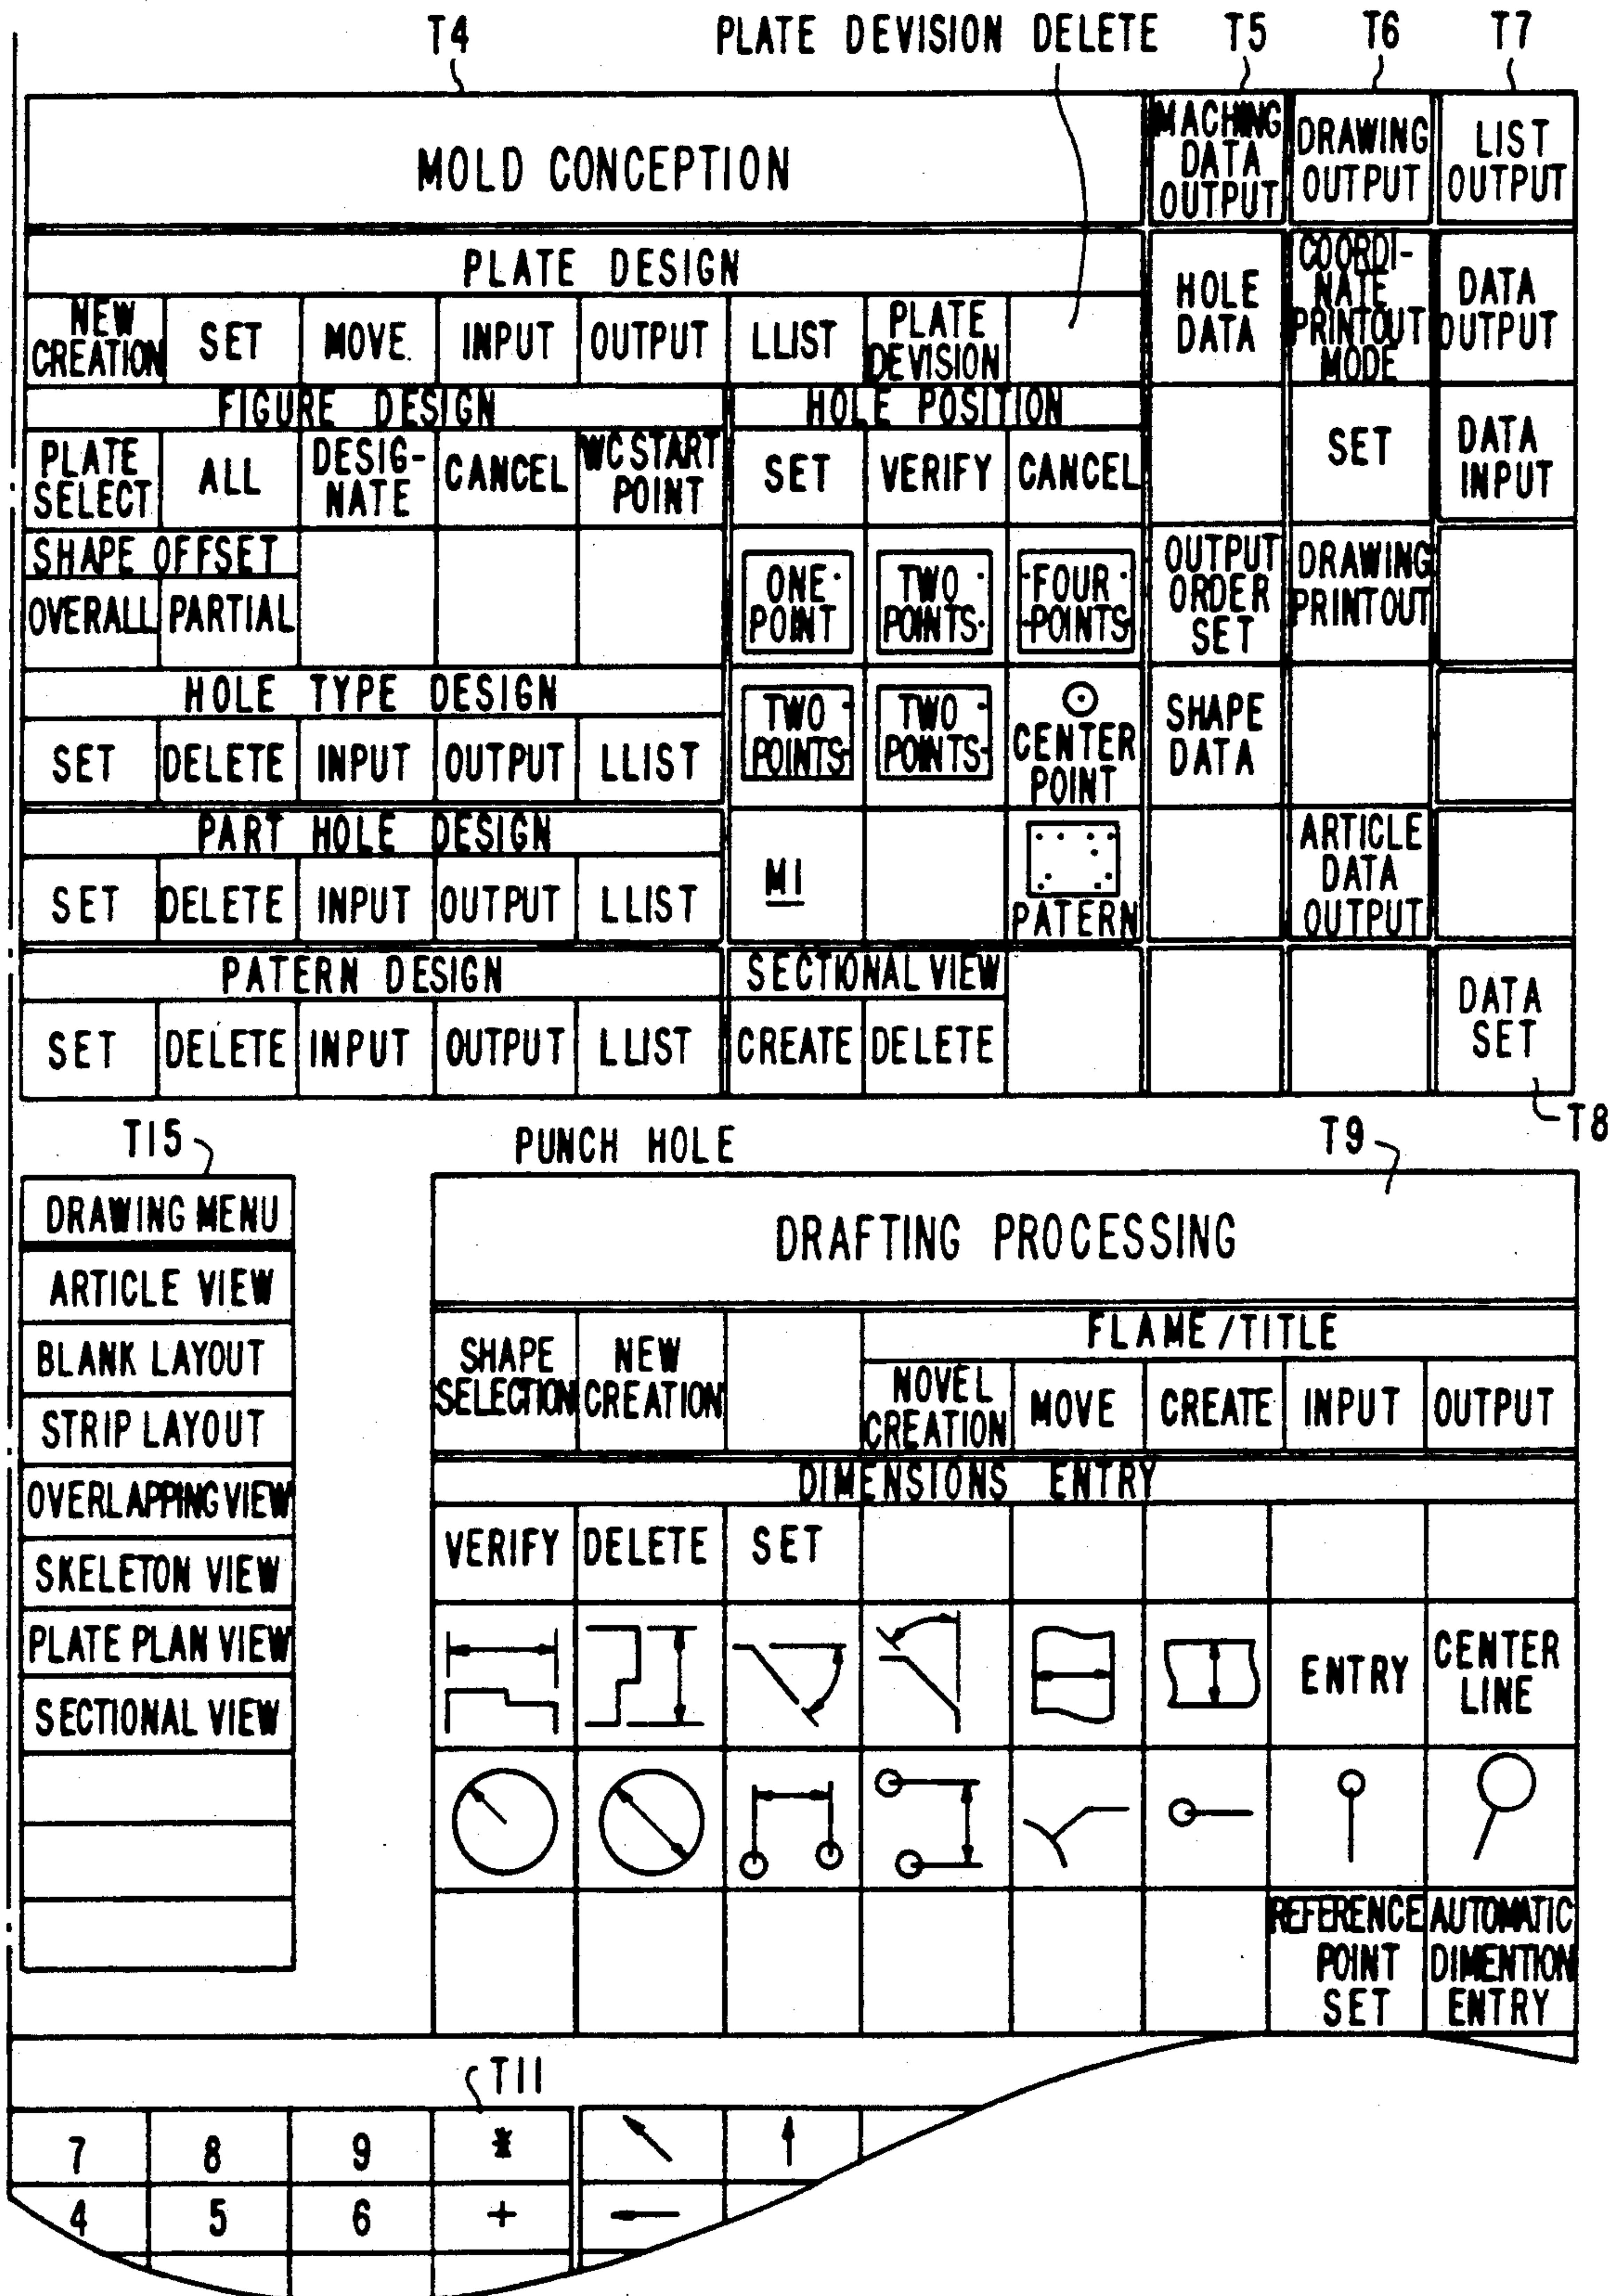 T4
PLATE DEVISION DELETE
T5
T6
T7
MOLD CONCEPTION
MACHING
DATA
OUTPUT
DRAWING
OUTPUT
LIST
OUTPUT
PLATE DESIGN
NEW
CREATION
SET
MOVE.
INPUT
OUTPUT
LLIST
PLATE
DEVISION
HOLE
DATA
COORDI-
NATE
PRINTOUT
MODE
DATA
OUTPUT
FIGURE DESIGN
HOLE POSITION
PLATE
SELECT
ALL
DESIG-
NATE
CANCEL
WC START
POINT
SET
VERIFY
CANCEL
SET
DATA
INPUT
SHAPE OFFSET
OVERALL
PARTIAL
ONE
POINT
TWO
POINTS
FOUR
POINTS
OUTPUT
ORDER
SET
DRAWING
PRINTOUT
HOLE TYPE DESIGN
SET
DELETE
INPUT
OUTPUT
LLIST
TWO
POINTS
TWO
POINTS
CENTER
POINT
SHAPE
DATA
PART HOLE DESIGN
SET
DELETE
INPUT
OUTPUT
LLIST
MI
PATERN
ARTICLE
DATA
OUTPUT
PATERN DESIGN
SECTIONAL VIEW
SET
DELETE
INPUT
OUTPUT
LLIST
CREATE
DELETE
DATA
SET
T8
T15
PUNCH HOLE
T9
DRAWING MENU
ARTICLE VIEW
BLANK LAYOUT
STRIP LAYOUT
OVERLAPPING VIEW
SKELETON VIEW
PLATE PLAN VIEW
SECTIONAL VIEW
DRAFTING PROCESSING
SHAPE
SELECTION
NEW
CREATION
FLAME/TITLE
NOVEL
CREATION
MOVE
CREATE
INPUT
OUTPUT
DIMENSIONS ENTRY
VERIFY
DELETE
SET
ENTRY
CENTER
LINE
REFERENCE
POINT
SET
AUTOMATIC
DIMENTION
ENTRY
T11
7
8
9
*
4
5
6
+